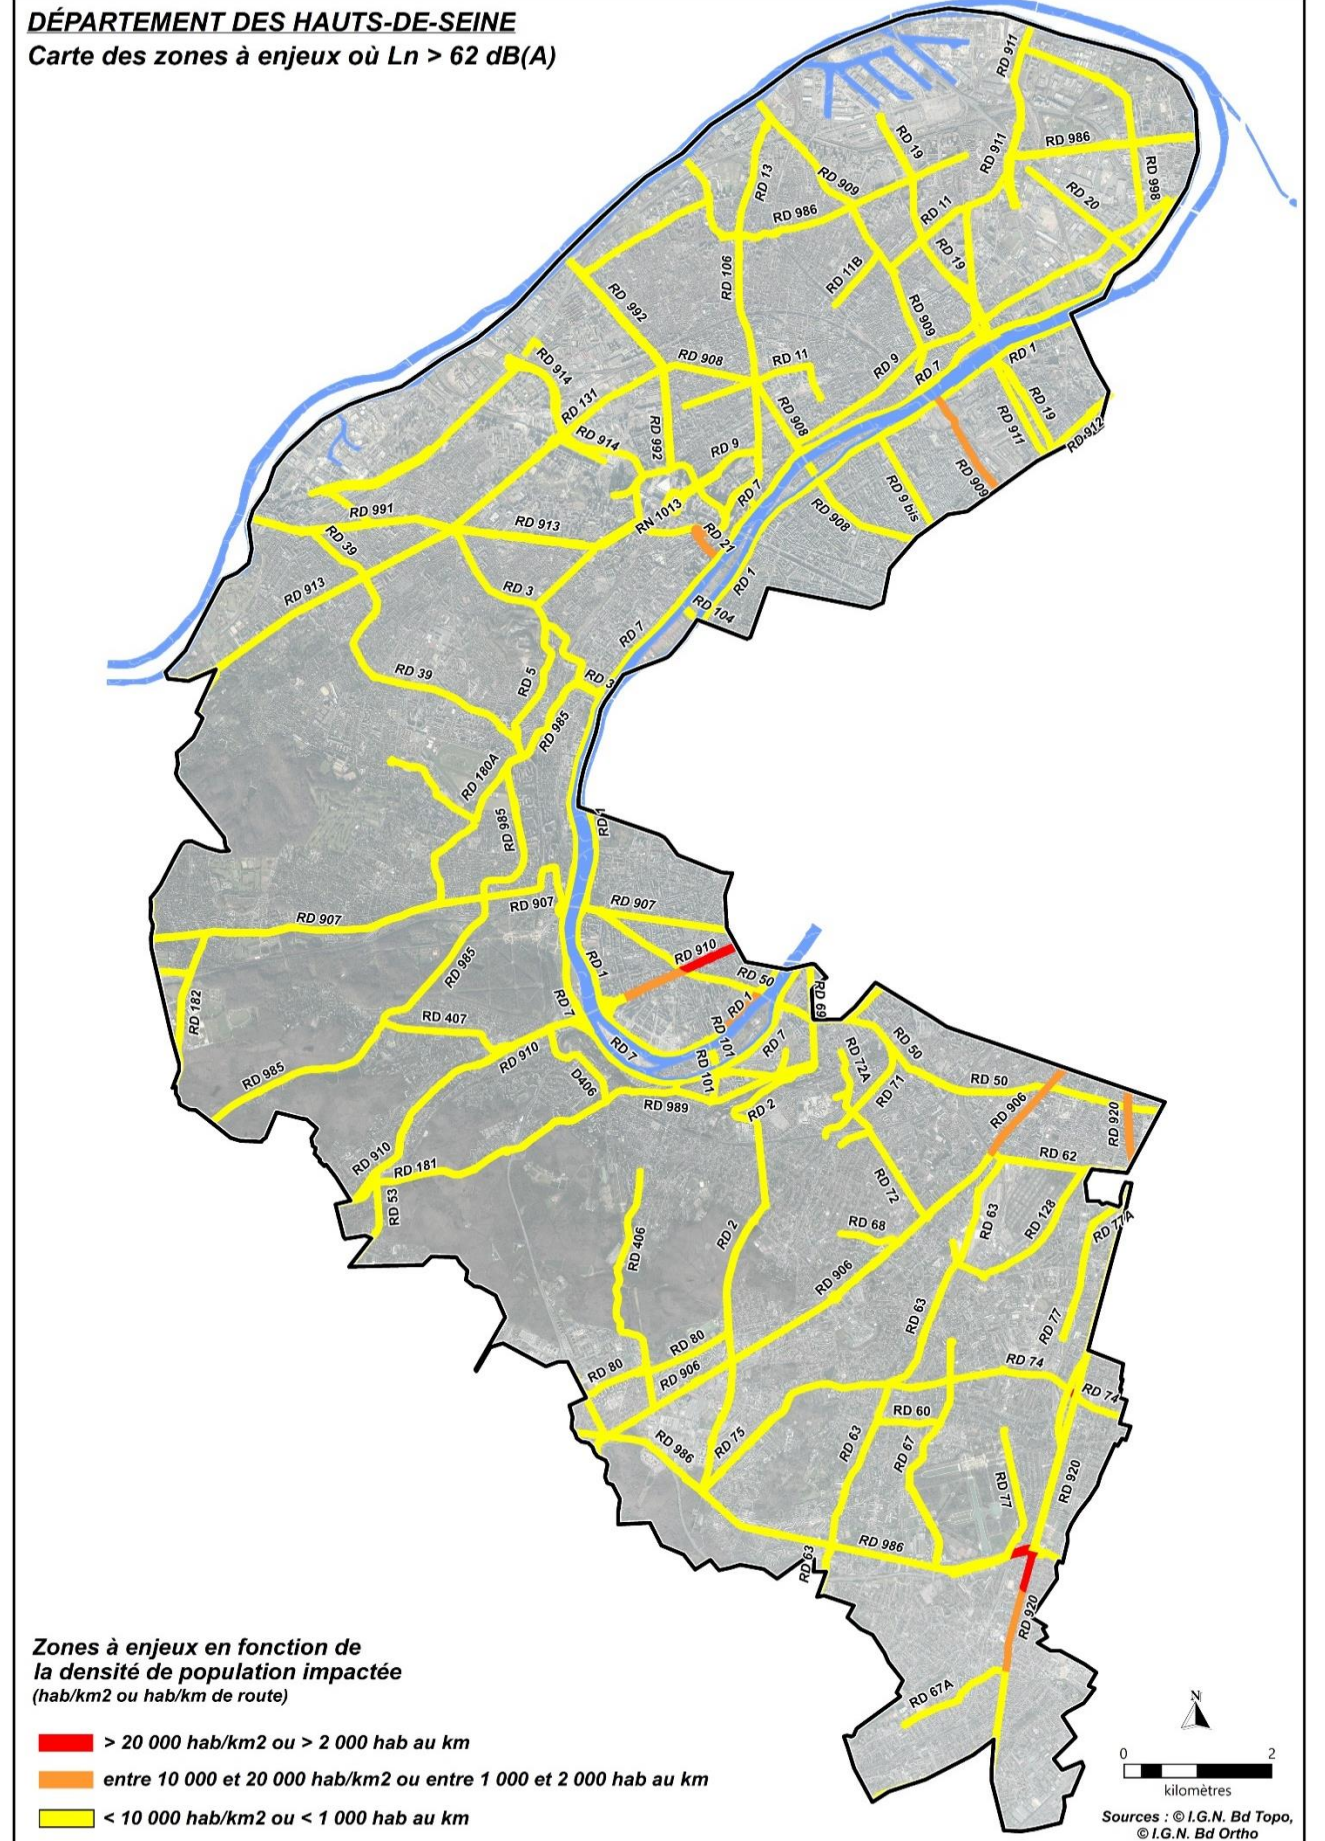 DÉPARTEMENT DES HAUTS-DE-SEINE
Carte des zones à enjeux où Ln > 62 dB(A)
RD 911
RD 19
RD 911
RD 986
RD 13
RD 909
RD 998
RD 20
RD 986
RD 11
RD 19
RD 106
RD 11B
RD 992
RD 909
RD 914
RD 908
RD 11
RD 9
RD 7
RD 1
RD 131
RD 908
RD 19
RD 911
RD 912
RD 914
RD 992
RD 9
RD 909
RD 7
RD 9 bis
RD 908
RD 991
RD 913
RN 1013
RD 21
RD 39
RD 1
RD 913
RD 3
RD 104
RD 7
RD 39
RD 5
RD 3
RD 985
RD 180A
RD 985
RD 1
RD 907
RD 907
RD 907
RD 910
RD 985
RD 1
RD 50
RD 182
RD 7
RD 1
RD 69
RD 407
RD 101
RD 7
RD 50
RD 910
RD 7
RD 101
RD 72A
RD 71
RD 985
D406
RD 50
RD 989
RD 2
RD 906
RD 920
RD 910
RD 181
RD 62
RD 53
RD 72
RD 63
RD 128
RD 77A
RD 68
RD 2
RD 406
RD 906
RD 63
RD 77
RD 80
RD 80
RD 906
RD 74
RD 74
RD 60
RD 986
RD 75
RD 63
RD 67
RD 77
RD 920
RD 986
RD 63
RD 920
RD 67A
Zones à enjeux en fonction de
la densité de population impactée
(hab/km2 ou hab/km de route)
> 20 000 hab/km2 ou > 2 000 hab au km
entre 10 000 et 20 000 hab/km2 ou entre 1 000 et 2 000 hab au km
< 10 000 hab/km2 ou < 1 000 hab au km
N
0 2
kilomètres
Sources : © I.G.N. Bd Topo,
© I.G.N. Bd Ortho